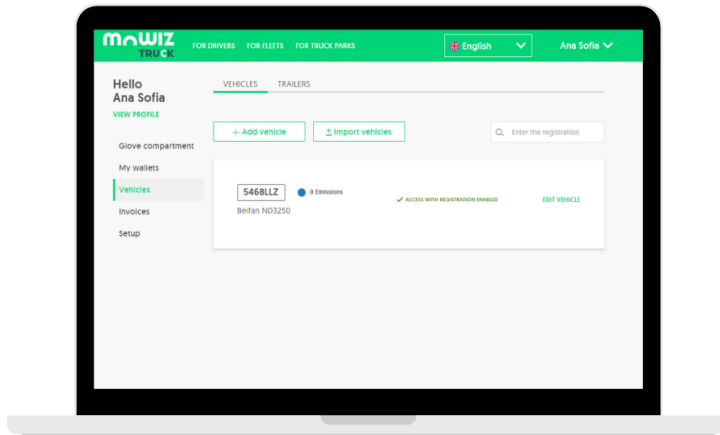 mowiz
TRUCK
FOR DRIVERS FOR FLEETS FOR TRUCK PARKS
English
Ana Sofia
Hello
Ana Sofia
VIEW PROFILE
Glove compartment
My wallets
Vehicles
Invoices
Setup
VEHICLES TRAILERS
+ Add vehicle
Import vehicles
Enter the registration
5468LLZ
0 Emissions
Beifan ND3250
ACCESS WITH REGISTRATION ENABLED
EDIT VEHICLE